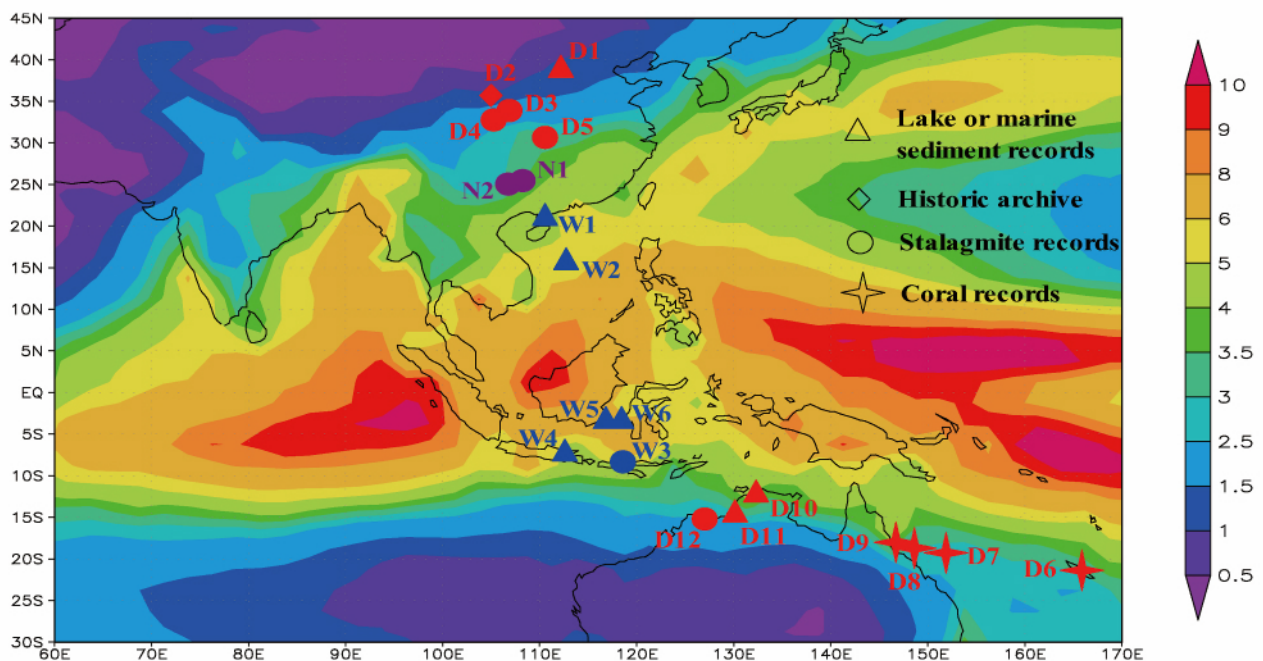 45N
40N
35N
30N
25N
20N
15N
10N
5N
EQ
5S
10S
15S
20S
25S
30S
60E
70E
80E
90E
100E
110E
120E
130E
140E
150E
160E
170E
D1
D2
D3
D4
D5
N1
N2
W1
W2
W5
W6
W4
W3
D10
D11
D12
D9
D8
D7
D6
Lake or marine
sediment records
Historic archive
Stalagmite records
Coral records
10
9
8
6
5
4
3.5
3
2.5
1.5
1
0.5